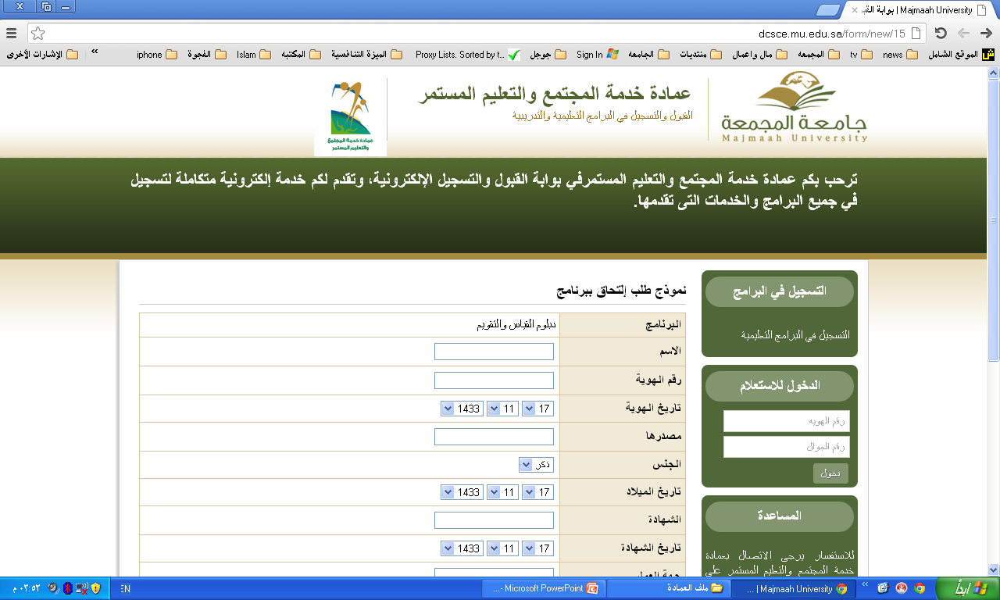 Majmaah University | بوابة القب
dcsce.mu.edu.sa/form/new/15
الموقع الشامل
news
tv
المجمعه
مال واعمال
منتديات
الجامعه
Sign In
جوجل
Proxy Lists. Sorted by t...
الميزة التنافسية
المكتبه
الفجوة
Islam
iphone
»
الإشارات الأخرى
جامعة المجمعة
Majmaah University
عمادة خدمة المجتمع والتعليم المستمر
القبول والتسجيل في البرامج التعليمية والتدريبية
عمادة خدمة المجتمع
والتعليم المستمر
ترحب بكم عمادة خدمة المجتمع والتعليم المستمرفي بوابة القبول والتسجيل الإلكترونية، وتقدم لكم خدمة إلكترونية متكاملة لتسجيل
في جميع البرامج والخدمات التى تقدمها.
التسجيل في البرامج
التسجيل في البرامج التعليمية
الدخول للاستعلام
رقم الهويه
رقم الجوال
دخول
المساعدة
للاستفسار برجى الاتصال بعمادة
خدمة المجتمع والتعليم المستمر على
نموذج طلب إلتحاق ببرنامج
البرنامج دبلوم القياس والتقويم
الاسم
رقم الهوية
تاريخ الهوية 17 11 1433
مصدرها
الجنس ذكر
تاريخ الميلاد 17 11 1433
الشهادة
تاريخ الشهادة 17 11 1433
جهة العمل
ابدأ
Majmaah University | ...
ملف العمادة
Microsoft PowerPoint -...
EN
٠٣:٥٢ م